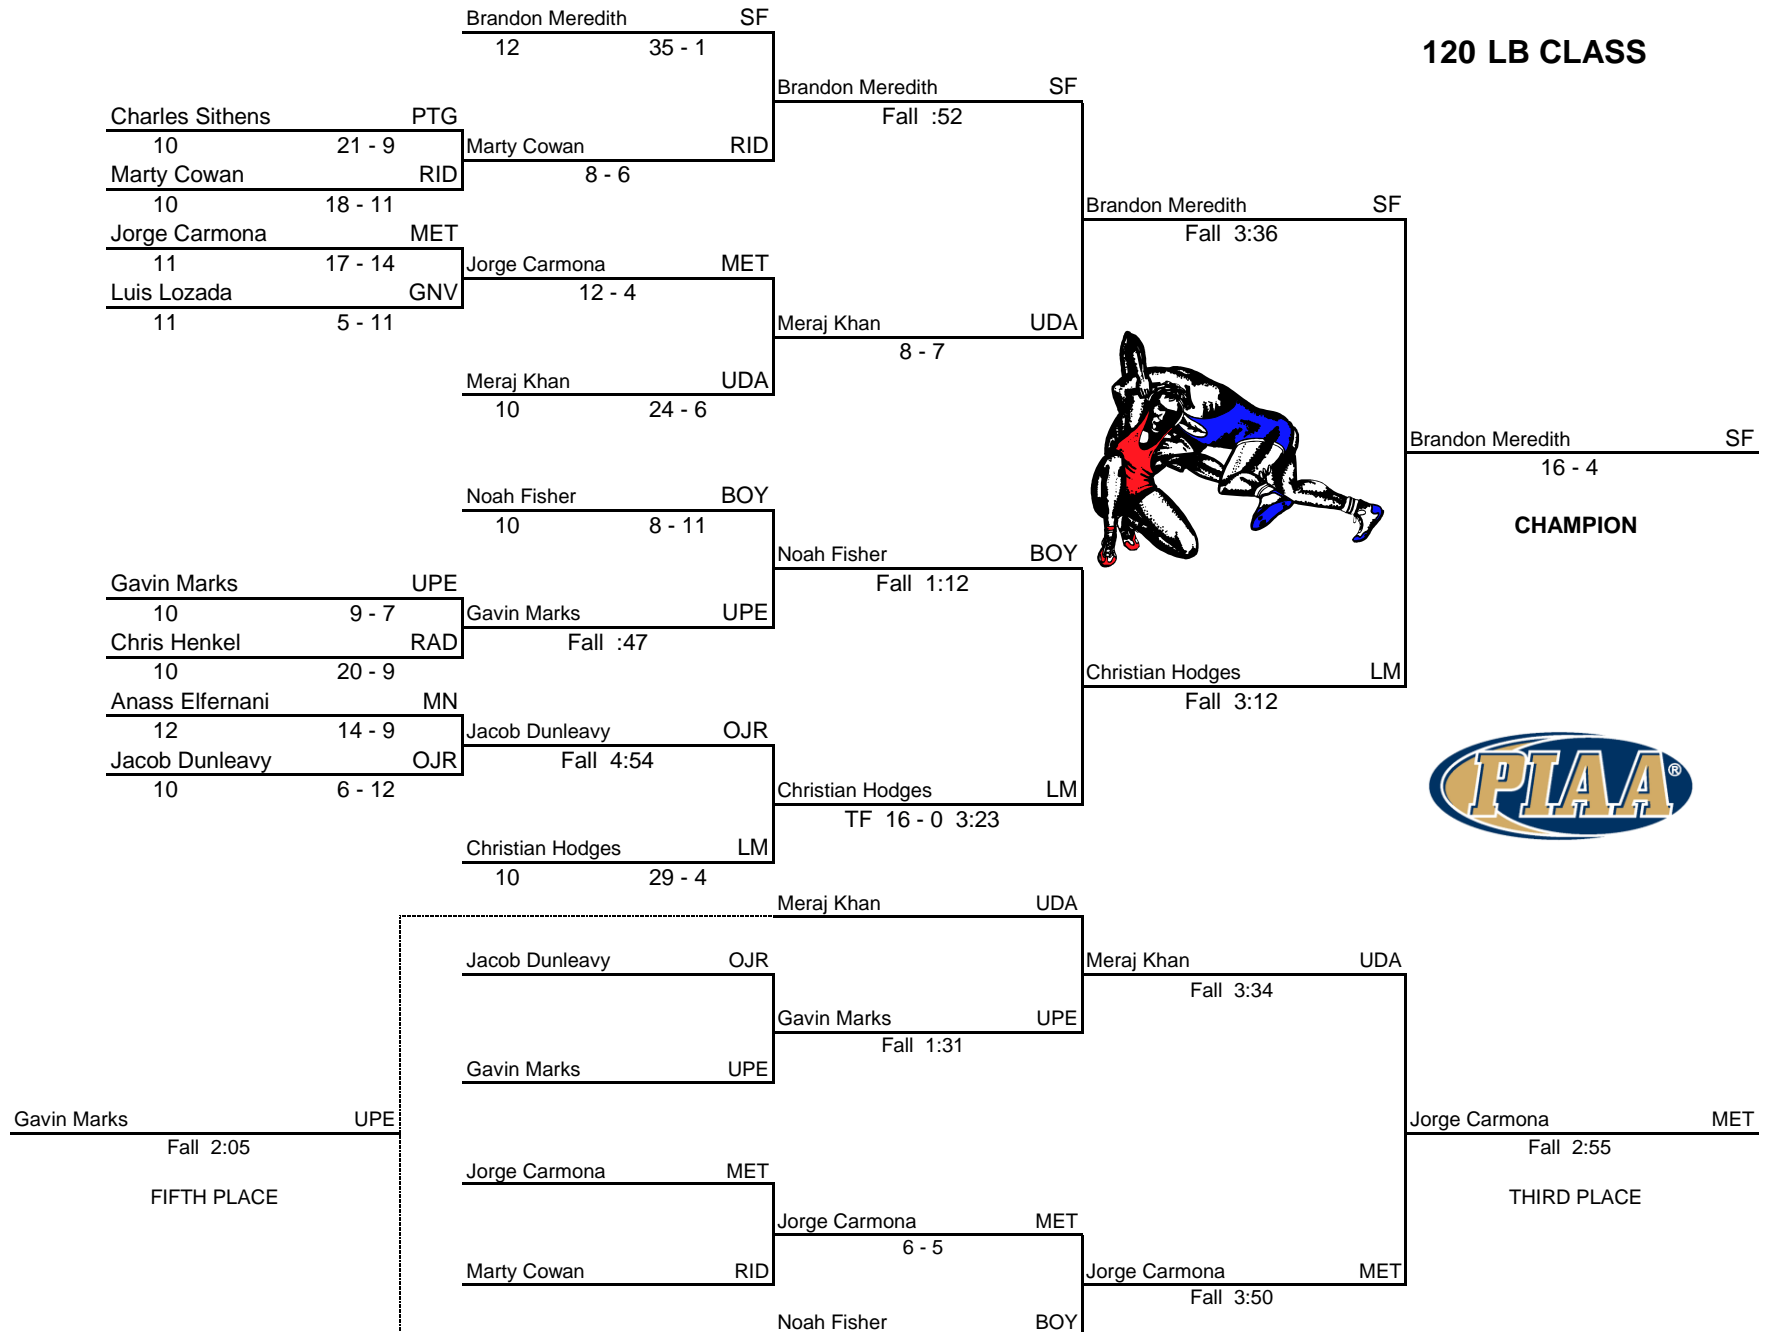 Brandon Meredith SF
12 35 - 1
120 LB CLASS
Brandon Meredith SF
Fall :52
Charles Sithens PTG
10 21 - 9
Marty Cowan RID
8 - 6
Marty Cowan RID
10 18 - 11
Brandon Meredith SF
Fall 3:36
Jorge Carmona MET
11 17 - 14
Jorge Carmona MET
12 - 4
Luis Lozada GNV
11 5 - 11
Meraj Khan UDA
8 - 7
Meraj Khan UDA
10 24 - 6
Brandon Meredith SF
16 - 4
CHAMPION
Noah Fisher BOY
10 8 - 11
Noah Fisher BOY
Fall 1:12
Gavin Marks UPE
10 9 - 7
Gavin Marks UPE
Fall :47
Chris Henkel RAD
10 20 - 9
Christian Hodges LM
Fall 3:12
Anass Elfernani MN
12 14 - 9
Jacob Dunleavy OJR
Fall 4:54
Jacob Dunleavy OJR
10 6 - 12
PIAA®
Christian Hodges LM
TF 16 - 0 3:23
Christian Hodges LM
10 29 - 4
Meraj Khan UDA
Jacob Dunleavy OJR
Meraj Khan UDA
Fall 3:34
Gavin Marks UPE
Fall 1:31
Gavin Marks UPE
Gavin Marks UPE
Fall 2:05
FIFTH PLACE
Jorge Carmona MET
Fall 2:55
THIRD PLACE
Jorge Carmona MET
Jorge Carmona MET
6 - 5
Marty Cowan RID
Jorge Carmona MET
Fall 3:50
Noah Fisher BOY